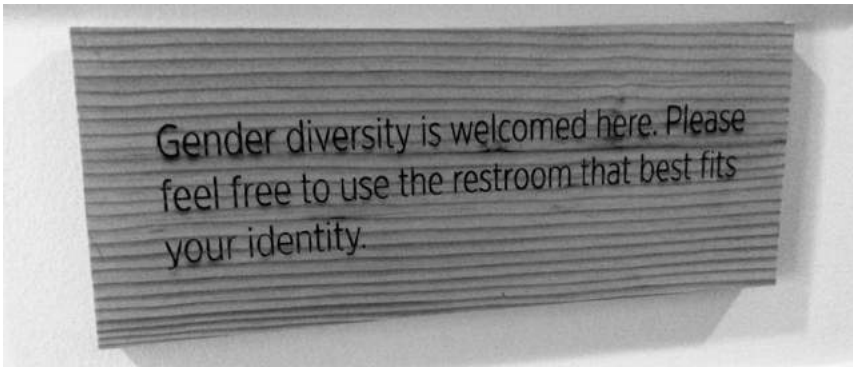 Gender diversity is welcomed here. Please
feel free to use the restroom that best fits
your identity.